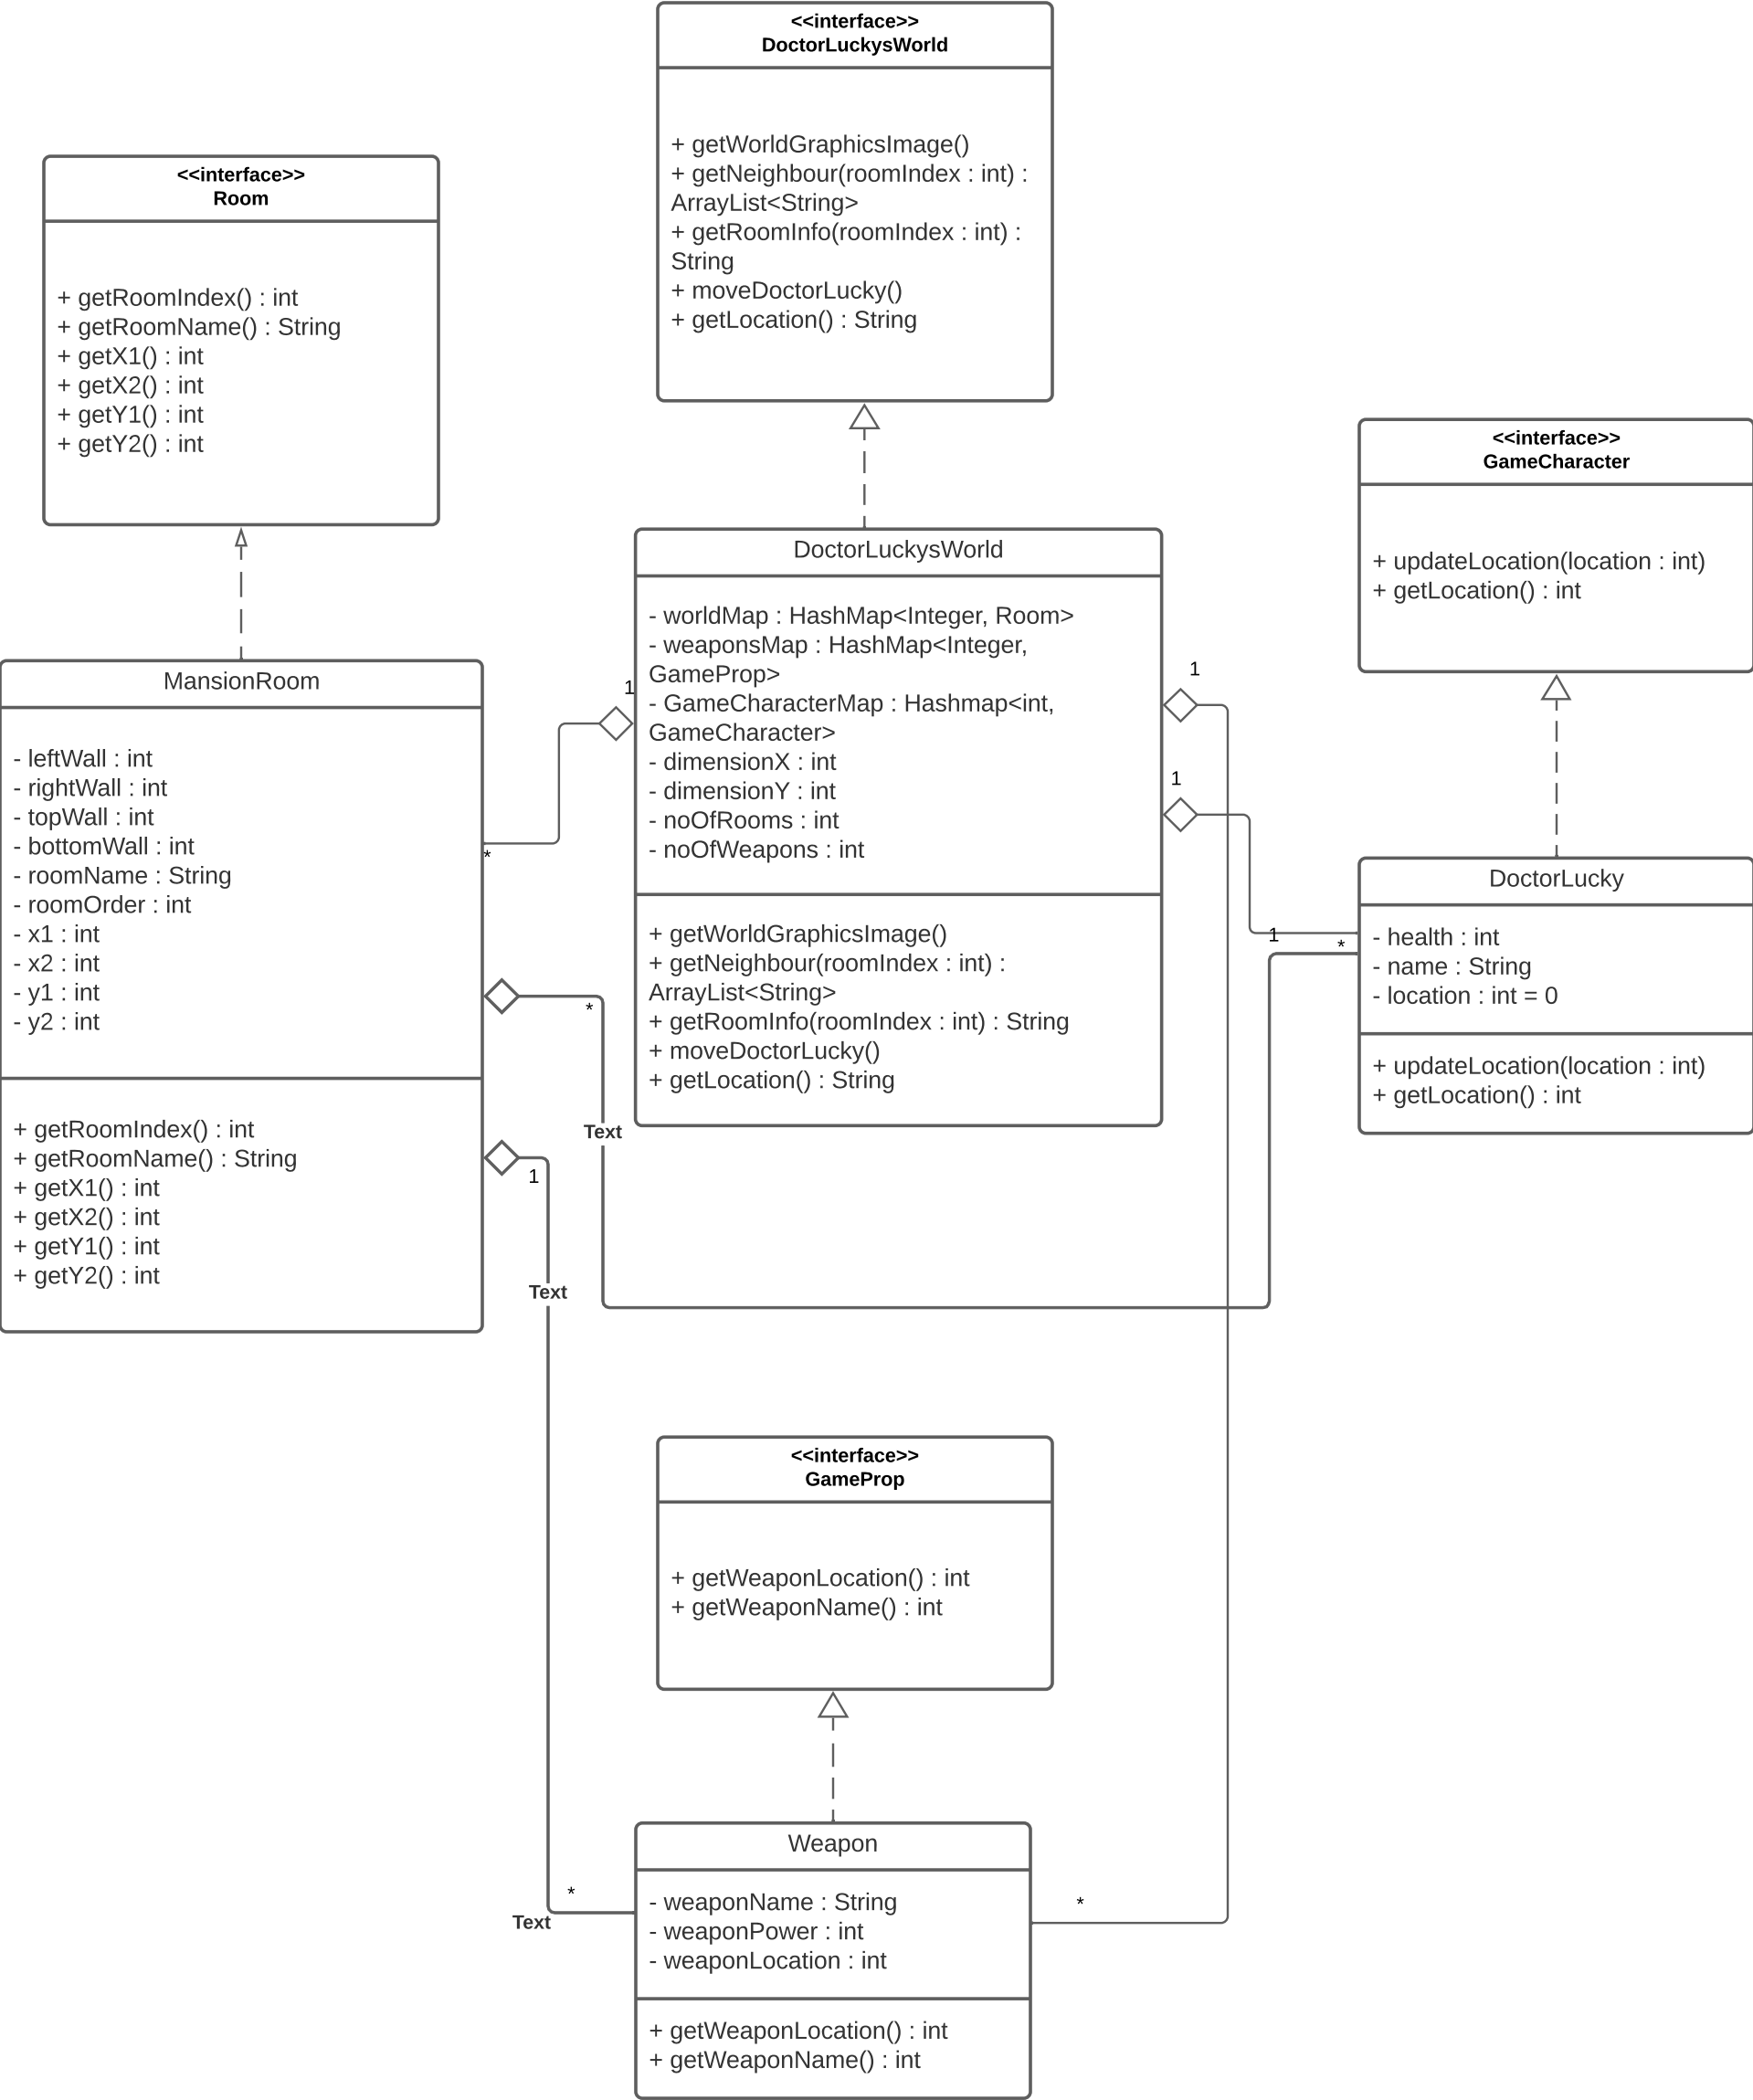 <<interface>>
DoctorLuckysWorld
+ getWorldGraphicsImage()
+ getNeighbour(roomIndex : int) :
ArrayList<String>
+ getRoomInfo(roomIndex : int) :
String
+ moveDoctorLucky()
+ getLocation() : String
<<interface>>
Room
+ getRoomIndex() : int
+ getRoomName() : String
+ getX1() : int
+ getX2() : int
+ getY1() : int
+ getY2() : int
<<interface>>
GameCharacter
+ updateLocation(location : int)
+ getLocation() : int
DoctorLuckysWorld
- worldMap : HashMap<Integer, Room>
- weaponsMap : HashMap<Integer,
GameProp>
- GameCharacterMap : Hashmap<int,
GameCharacter>
- dimensionX : int
- dimensionY : int
- noOfRooms : int
- noOfWeapons : int
+ getWorldGraphicsImage()
+ getNeighbour(roomIndex : int) :
ArrayList<String>
+ getRoomInfo(roomIndex : int) : String
+ moveDoctorLucky()
+ getLocation() : String
MansionRoom
- leftWall : int
- rightWall : int
- topWall : int
- bottomWall : int
- roomName : String
- roomOrder : int
- x1 : int
- x2 : int
- y1 : int
- y2 : int
+ getRoomIndex() : int
+ getRoomName() : String
+ getX1() : int
+ getX2() : int
+ getY1() : int
+ getY2() : int
1
*
1
1
1
*
*
Text
1
Text
DoctorLucky
- health : int
- name : String
- location : int = 0
+ updateLocation(location : int)
+ getLocation() : int
<<interface>>
GameProp
+ getWeaponLocation() : int
+ getWeaponName() : int
*
Text
*
Weapon
- weaponName : String
- weaponPower : int
- weaponLocation : int
+ getWeaponLocation() : int
+ getWeaponName() : int